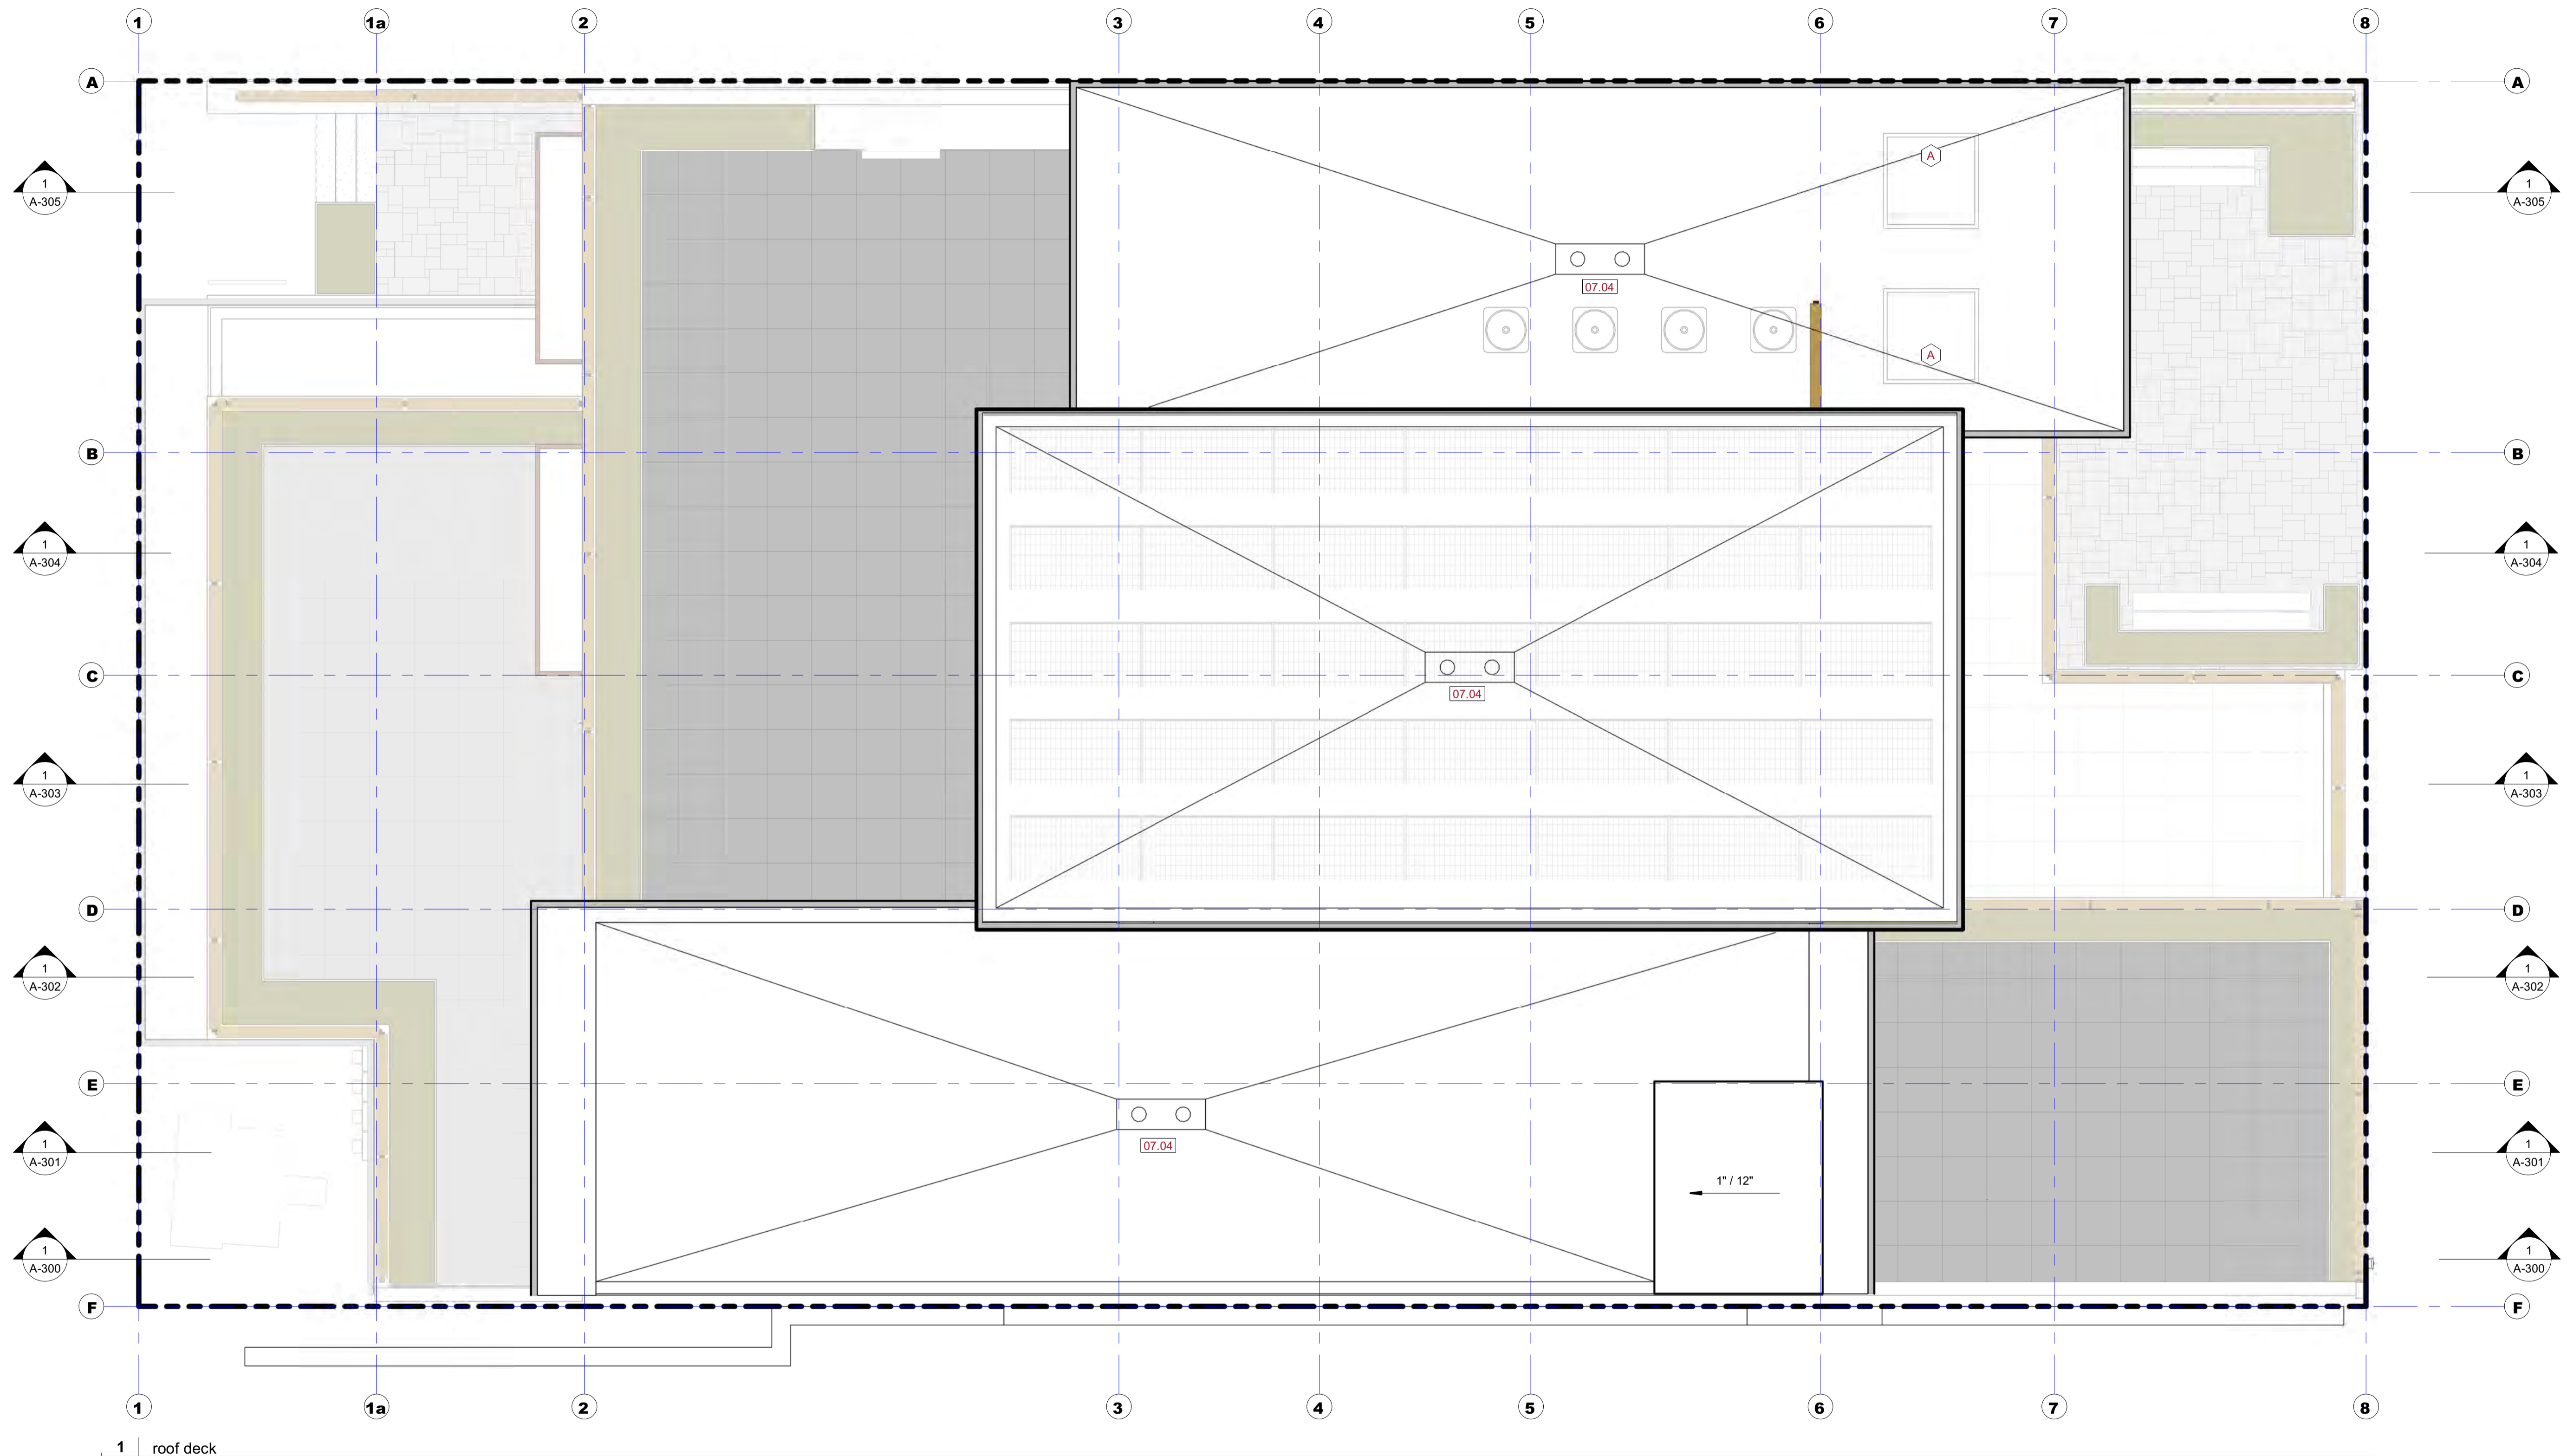 1 1a 2 3 4 5 6 7 8
A A
1 1
A-305 A-305
A
07.04
A
B B
1 1
A-304 A-304
C C
07.04
1 1
A-303 A-303
D D
1 1
A-302 A-302
E E
1 1
A-301 A-301
07.04
1" / 12"
1 1
A-300 A-300
F F
1 1a 2 3 4 5 6 7 8
1 roof deck